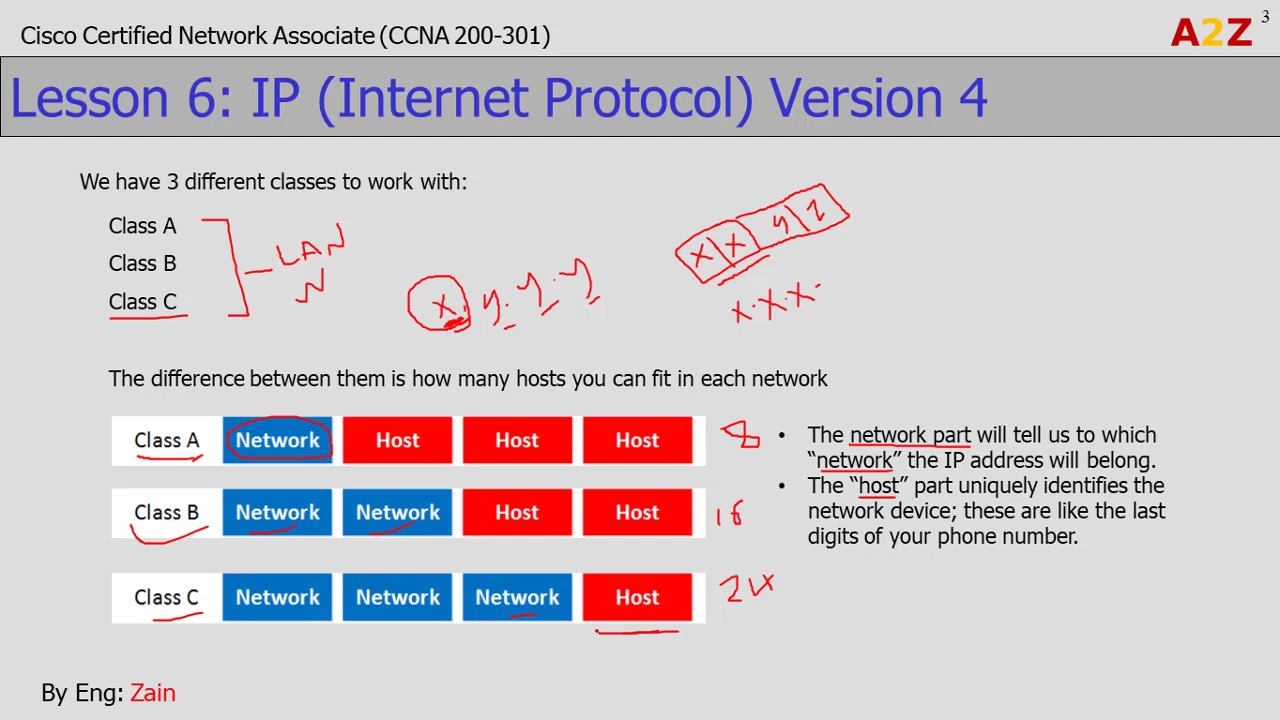 3
Cisco Certified Network Associate (CCNA 200-301)
A2Z
Lesson 6: IP (Internet Protocol) Version 4
We have 3 different classes to work with:
Class A
Class B
Class C
LAN
N
x. y. y. y
x x y z
x.x.x.
The difference between them is how many hosts you can fit in each network
Class A Network Host Host Host 8
Class B Network Network Host Host 16
Class C Network Network Network Host 24
• The network part will tell us to which
“network” the IP address will belong.
• The “host” part uniquely identifies the
network device; these are like the last
digits of your phone number.
By Eng: Zain